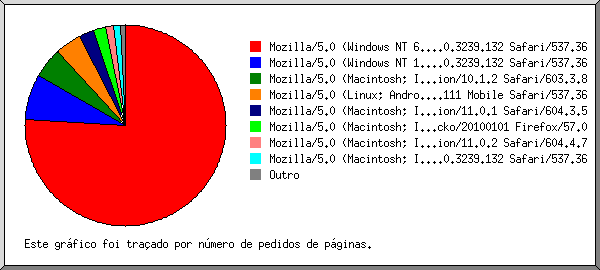 Mozilla/5.0 (Windows NT 6....0.3239.132 Safari/537.36
Mozilla/5.0 (Windows NT 1....0.3239.132 Safari/537.36
Mozilla/5.0 (Macintosh; I...ion/10.1.2 Safari/603.3.8
Mozilla/5.0 (Linux; Andro....111 Mobile Safari/537.36
Mozilla/5.0 (Macintosh; I...ion/11.0.1 Safari/604.3.5
Mozilla/5.0 (Macintosh; I...cko/20100101 Firefox/57.0
Mozilla/5.0 (Macintosh; I...ion/11.0.2 Safari/604.4.7
Mozilla/5.0 (Macintosh; I....0.3239.132 Safari/537.36
Outro
Este gráfico foi traçado por número de pedidos de páginas.